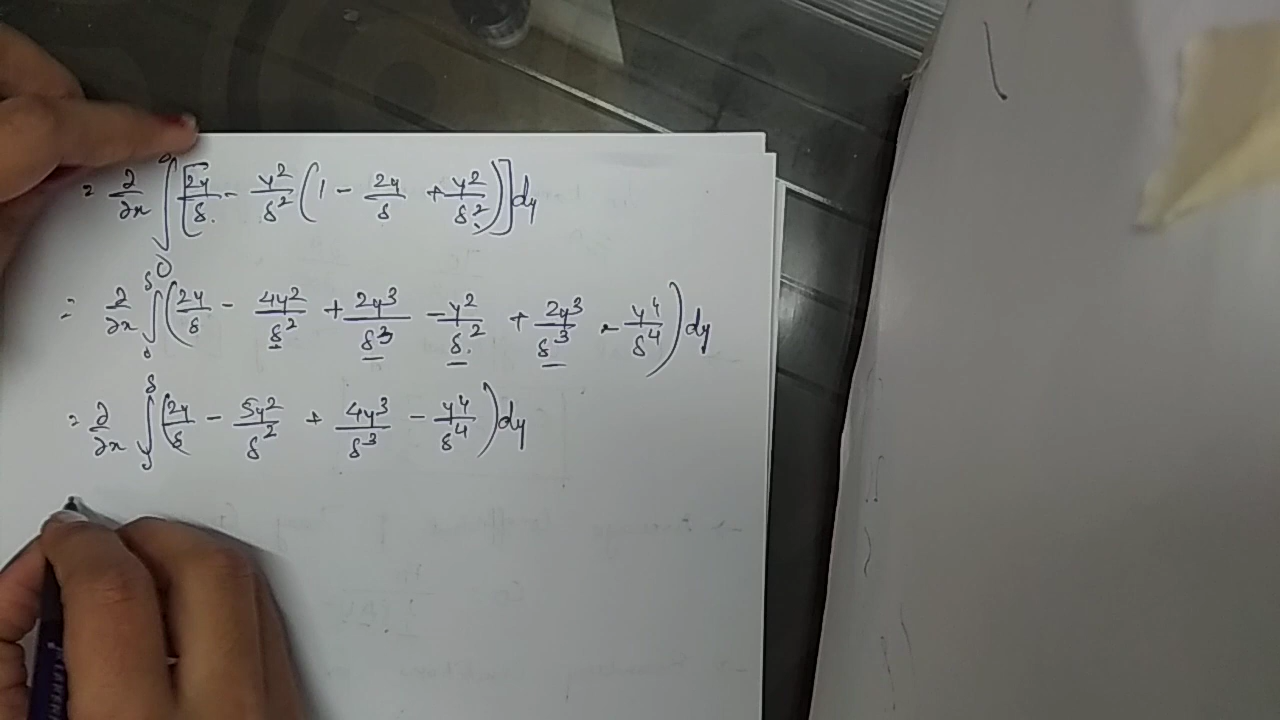 = ∂/∂x ∫₀^δ [2y/δ - y²/δ² (1 - 2y/δ + y²/δ²)] dy
= ∂/∂x ∫₀^δ (2y/δ - 4y²/δ² + 2y³/δ³ - y²/δ² + 2y³/δ³ - y⁴/δ⁴) dy
= ∂/∂x ∫₀^δ (2y/δ - 5y²/δ² + 4y³/δ³ - y⁴/δ⁴) dy